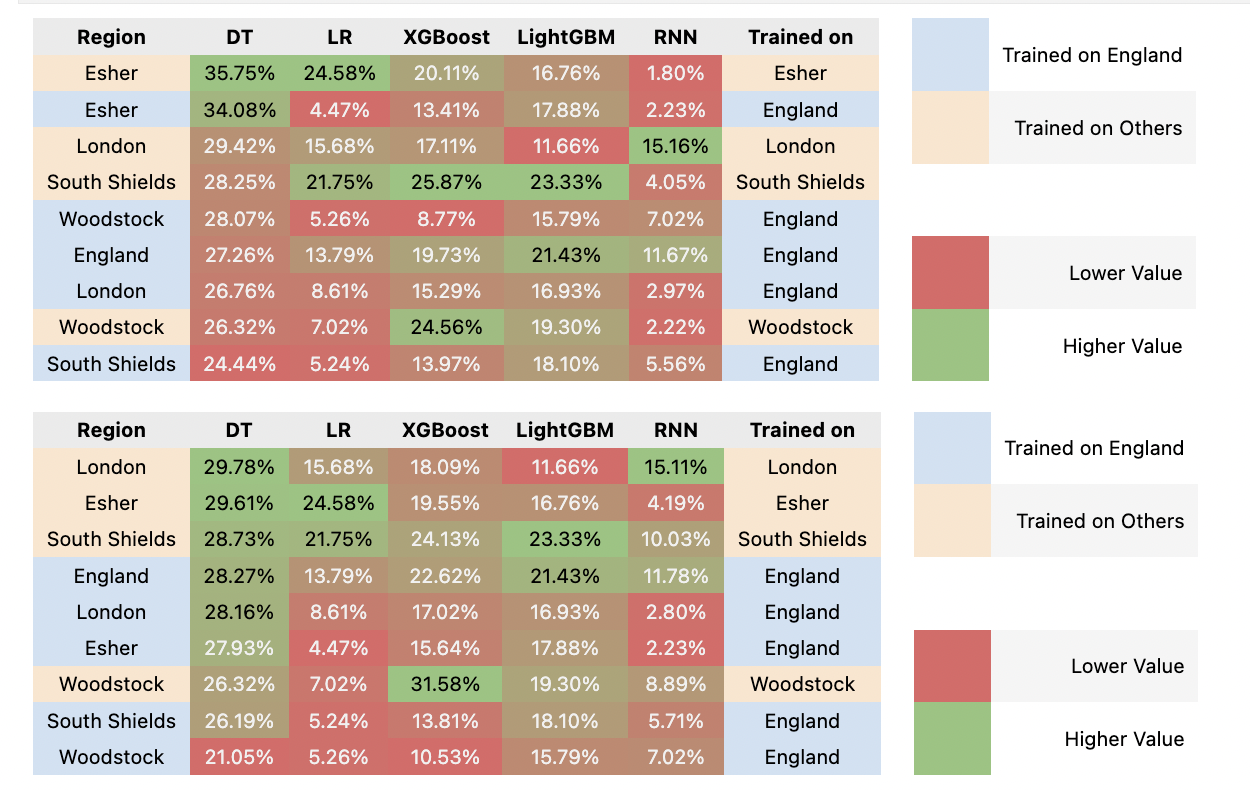 Region DT LR XGBoost LightGBM RNN Trained on
Esher 35.75% 24.58% 20.11% 16.76% 1.80% Esher
Esher 34.08% 4.47% 13.41% 17.88% 2.23% England
London 29.42% 15.68% 17.11% 11.66% 15.16% London
South Shields 28.25% 21.75% 25.87% 23.33% 4.05% South Shields
Woodstock 28.07% 5.26% 8.77% 15.79% 7.02% England
England 27.26% 13.79% 19.73% 21.43% 11.67% England
London 26.76% 8.61% 15.29% 16.93% 2.97% England
Woodstock 26.32% 7.02% 24.56% 19.30% 2.22% Woodstock
South Shields 24.44% 5.24% 13.97% 18.10% 5.56% England
Trained on England
Trained on Others
Lower Value
Higher Value
Region DT LR XGBoost LightGBM RNN Trained on
London 29.78% 15.68% 18.09% 11.66% 15.11% London
Esher 29.61% 24.58% 19.55% 16.76% 4.19% Esher
South Shields 28.73% 21.75% 24.13% 23.33% 10.03% South Shields
England 28.27% 13.79% 22.62% 21.43% 11.78% England
London 28.16% 8.61% 17.02% 16.93% 2.80% England
Esher 27.93% 4.47% 15.64% 17.88% 2.23% England
Woodstock 26.32% 7.02% 31.58% 19.30% 8.89% Woodstock
South Shields 26.19% 5.24% 13.81% 18.10% 5.71% England
Woodstock 21.05% 5.26% 10.53% 15.79% 7.02% England
Trained on England
Trained on Others
Lower Value
Higher Value